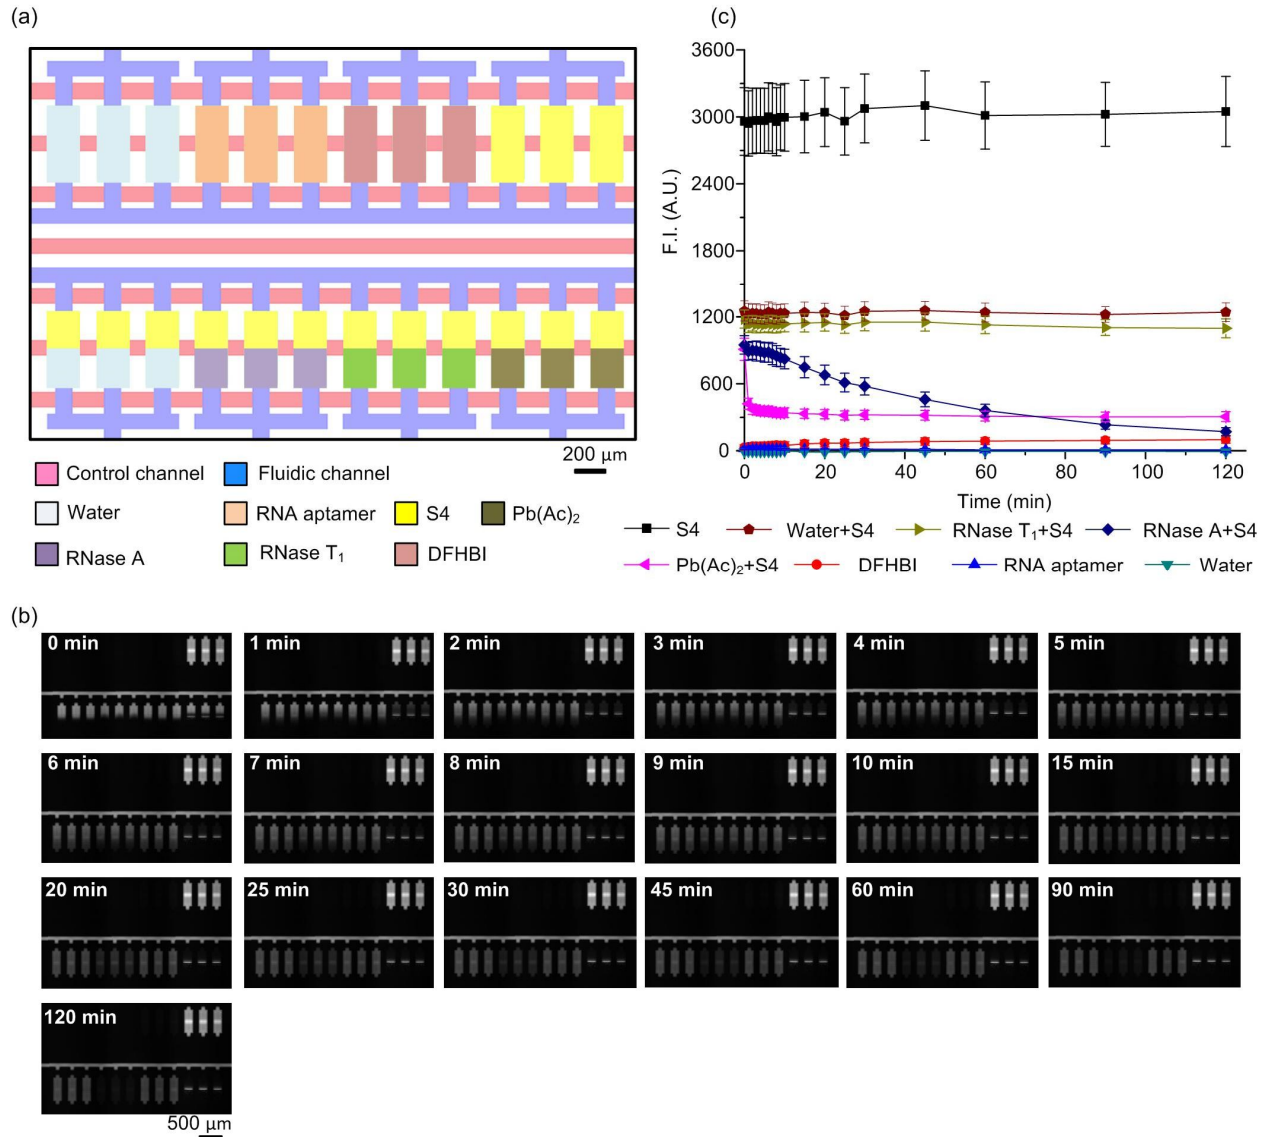 (a)
200 μm
Control channel Fluidic channel
Water RNA aptamer S4 Pb(Ac)₂
RNase A RNase T₁ DFHBI
(c)
3600
3000
2400
1800
1200
600
0
F.I. (A.U.)
0 20 40 60 80 100 120
Time (min)
S4 Water+S4 RNase T₁+S4 RNase A+S4
Pb(Ac)₂+S4 DFHBI RNA aptamer Water
(b)
0 min 1 min 2 min 3 min 4 min 5 min
6 min 7 min 8 min 9 min 10 min 15 min
20 min 25 min 30 min 45 min 60 min 90 min
120 min
500 μm